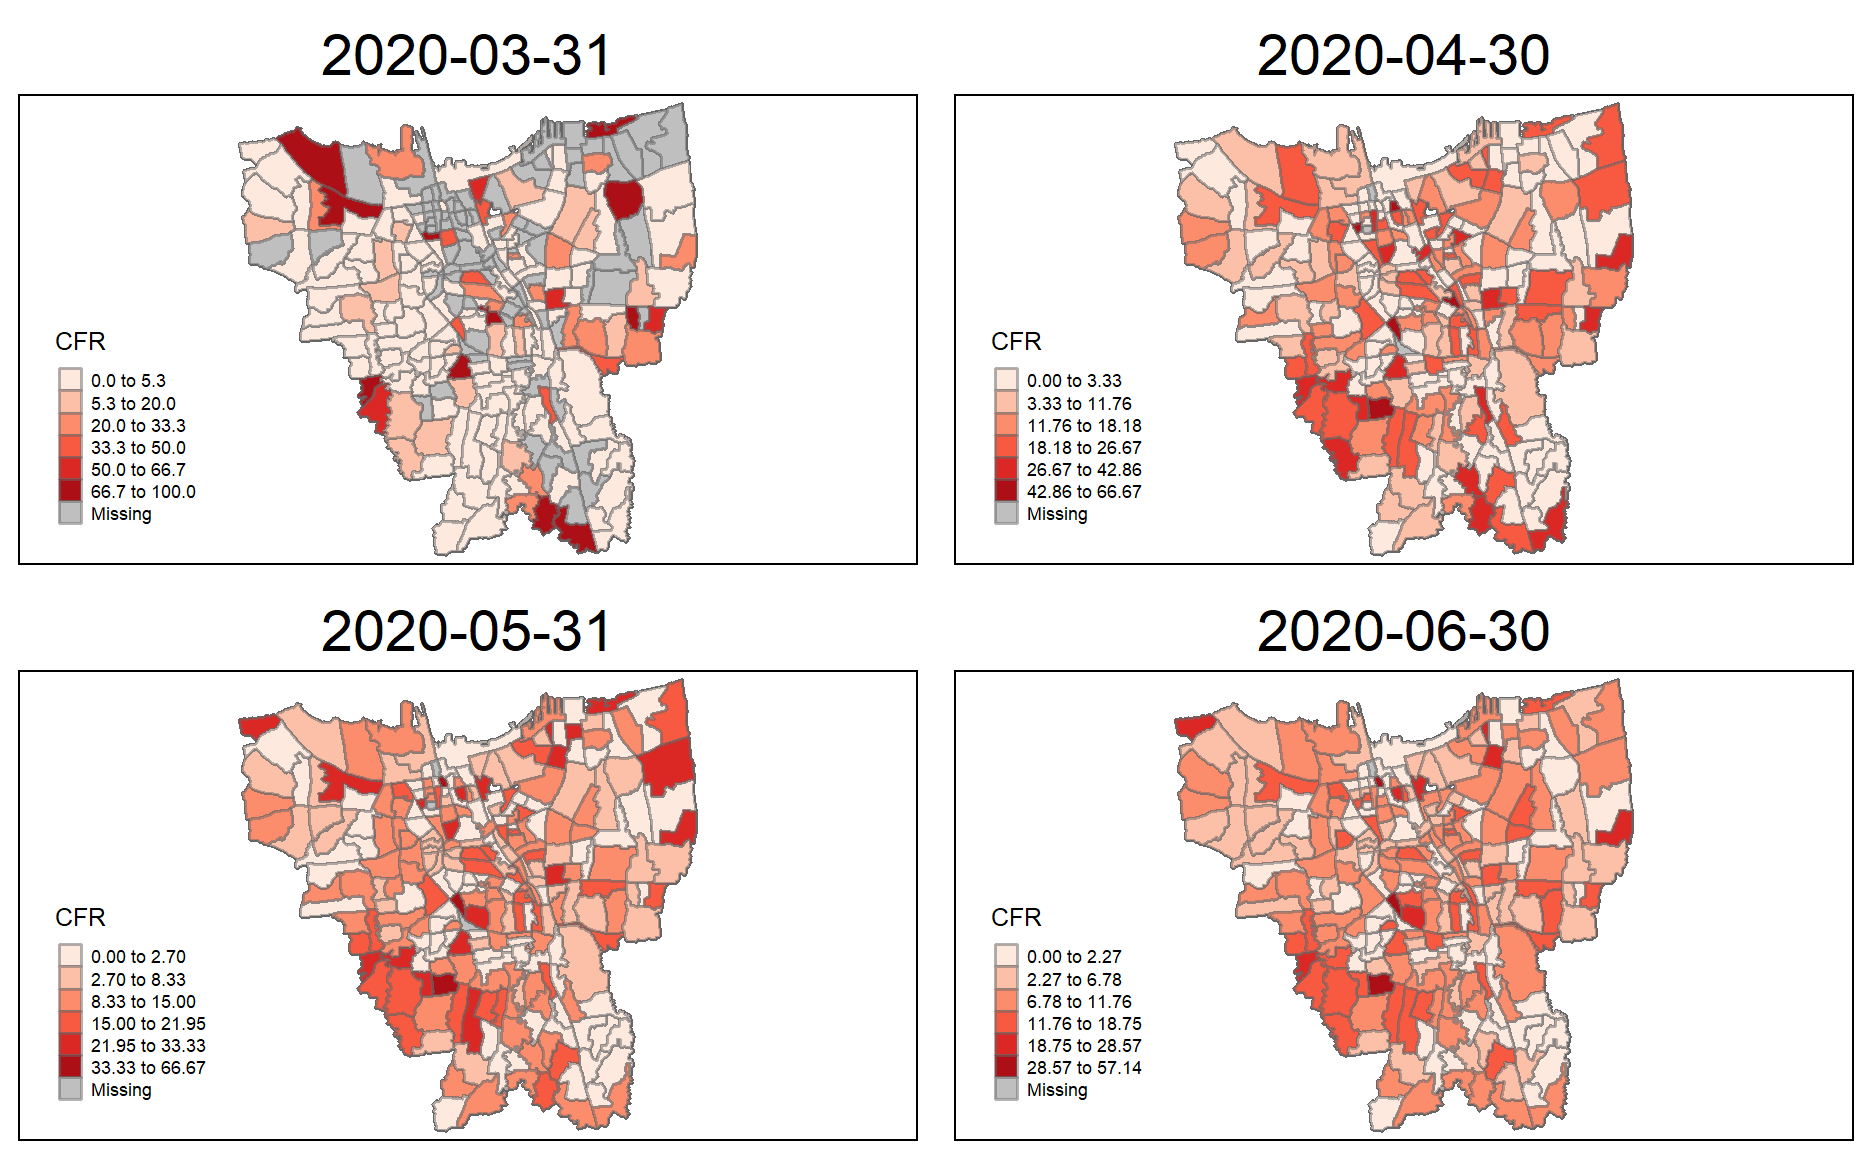 2020-03-31
CFR
0.0 to 5.3
5.3 to 20.0
20.0 to 33.3
33.3 to 50.0
50.0 to 66.7
66.7 to 100.0
Missing
2020-04-30
CFR
0.00 to 3.33
3.33 to 11.76
11.76 to 18.18
18.18 to 26.67
26.67 to 42.86
42.86 to 66.67
Missing
2020-05-31
CFR
0.00 to 2.70
2.70 to 8.33
8.33 to 15.00
15.00 to 21.95
21.95 to 33.33
33.33 to 66.67
Missing
2020-06-30
CFR
0.00 to 2.27
2.27 to 6.78
6.78 to 11.76
11.76 to 18.75
18.75 to 28.57
28.57 to 57.14
Missing